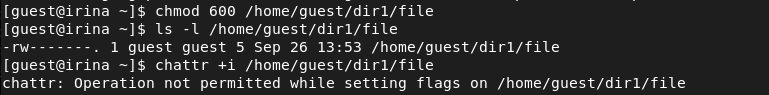 [guest@irina ~]$ chmod 600 /home/guest/dir1/file
[guest@irina ~]$ ls -l /home/guest/dir1/file
-rw-------. 1 guest guest 5 Sep 26 13:53 /home/guest/dir1/file
[guest@irina ~]$ chattr +i /home/guest/dir1/file
chattr: Operation not permitted while setting flags on /home/guest/dir1/file